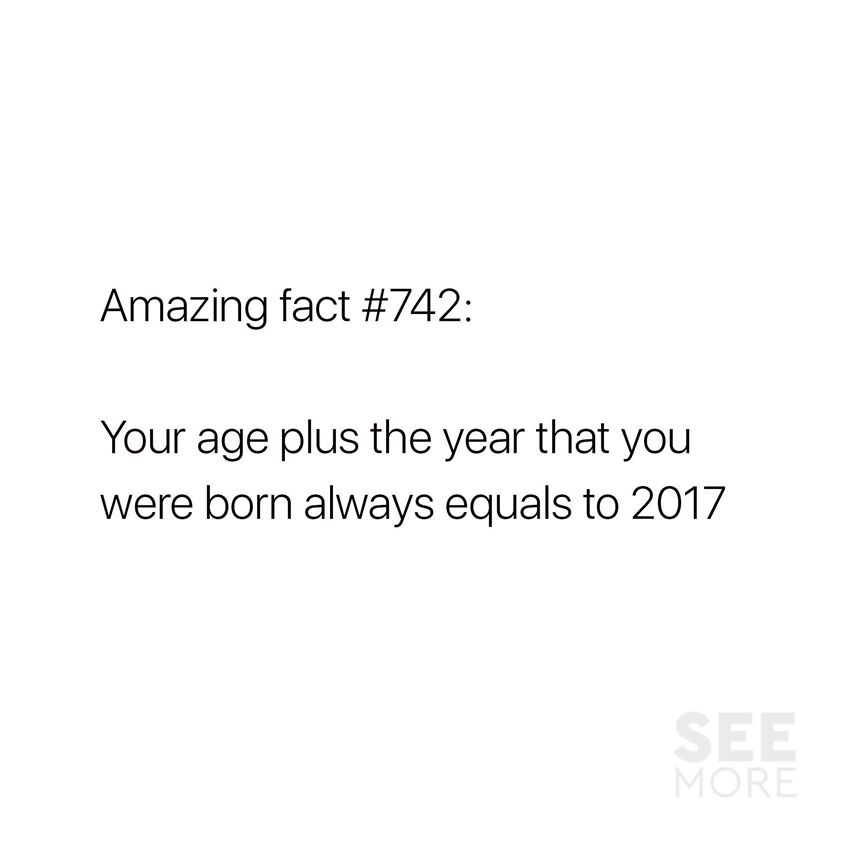 Amazing fact #742:
Your age plus the year that you
were born always equals to 2017
SEE
MORE